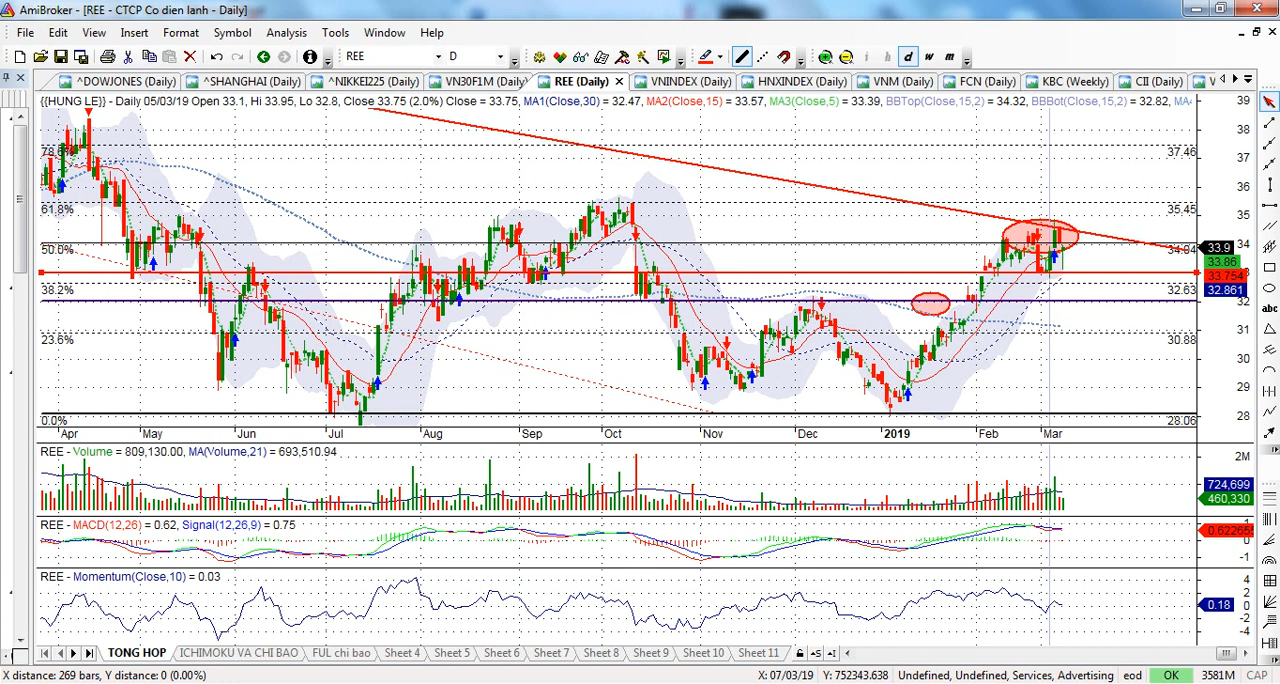 AmiBroker - [REE - CTCP Co dien lanh - Daily]
File Edit View Insert Format Symbol Analysis Tools Window Help
REE D d w m
^DOWJONES (Daily) ^SHANGHAI (Daily) ^NIKKEI225 (Daily) VN30F1M (Daily) REE (Daily) VNINDEX (Daily) HNXINDEX (Daily) VNM (Daily) FCN (Daily) KBC (Weekly) CII (Daily)
{{HUNG LE}} - Daily 05/03/19 Open 33.1, Hi 33.95, Lo 32.8, Close 33.75 (2.0%) Close = 33.75, MA1(Close,30) = 32.47, MA2(Close,15) = 33.57, MA3(Close,5) = 33.39, BBTop(Close,15,2) = 34.32, BBBot(Close,15,2) = 32.82, MA4
39
38
78.6% 37.46
37
36
61.8% 35.45
35
50.0% 34 33.9
33.86
33.754
38.2% 32.63 32.861
32
31
23.6% 30.88
30
29
28
0.0% 28.06
Apr May Jun Jul Aug Sep Oct Nov Dec 2019 Feb Mar
REE - Volume = 809,130.00, MA(Volume,21) = 693,510.94
2M
724,699
460,330
REE - MACD(12,26) = 0.62, Signal(12,26,9) = 0.75
0
-1
REE - Momentum(Close,10) = 0.03
4
2
0.18
-2
-4
TONG HOP ICHIMOKU VA CHI BAO FUL chi bao Sheet 4 Sheet 5 Sheet 6 Sheet 7 Sheet 8 Sheet 9 Sheet 10 Sheet 11
X distance: 269 bars, Y distance: 0 (0.00%) X: 07/03/19 Y: 752343.638 Undefined, Undefined, Services, Advertising eod OK 3581M CAP
abc